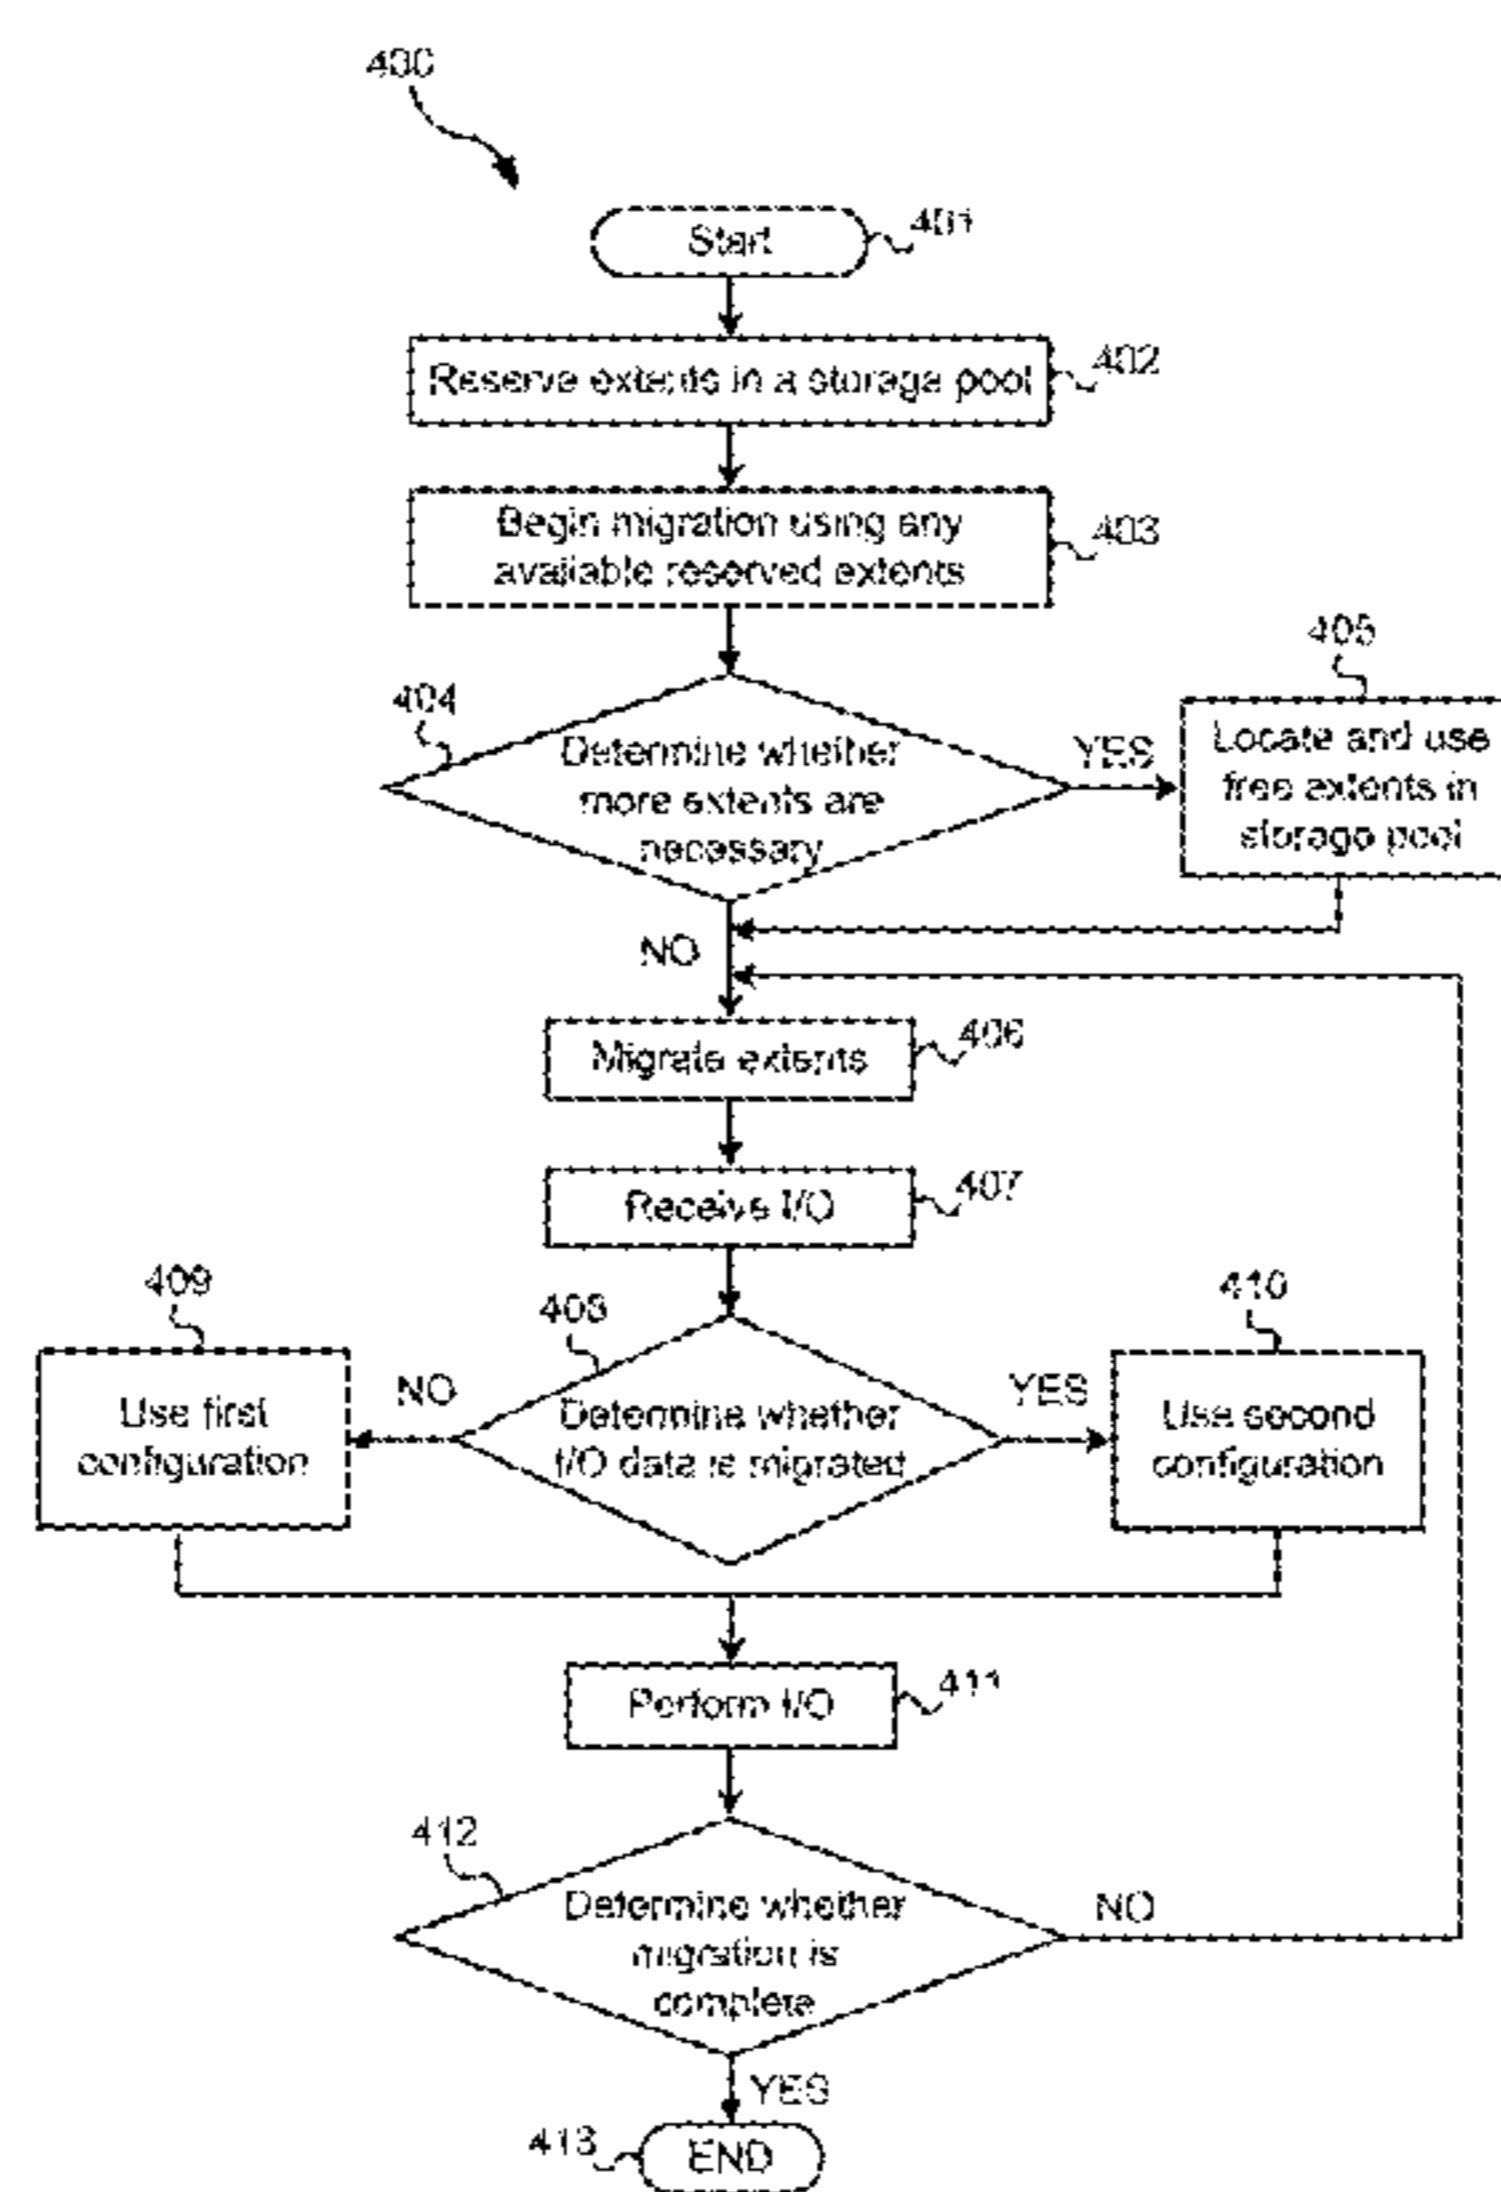 400
Start
401
Reserve extents in a storage pool
402
Begin migration using any
available reserved extents
403
404
Determine whether
more extents are
necessary
YES
405
Locate and use
free extents in
storage pool
NO
Migrate extents
406
Receive I/O
407
408
Determine whether
I/O data is migrated
NO
409
Use first
configuration
YES
410
Use second
configuration
Perform I/O
411
412
Determine whether
migration is
complete
NO
YES
413
END